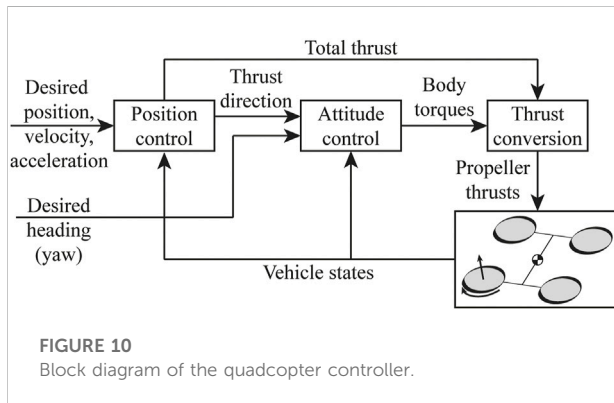 Total thrust
Desired
position,
velocity,
acceleration
Position
control
Thrust
direction
Attitude
control
Body
torques
Thrust
conversion
Propeller
thrusts
Desired
heading
(yaw)
Vehicle states
FIGURE 10
Block diagram of the quadcopter controller.